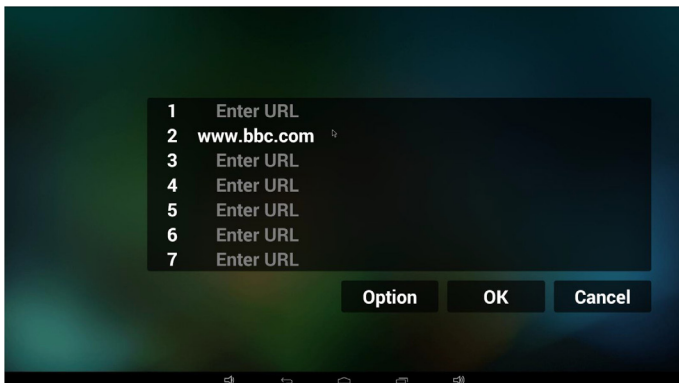 1 Enter URL
2 www.bbc.com
3 Enter URL
4 Enter URL
5 Enter URL
6 Enter URL
7 Enter URL
Option OK Cancel